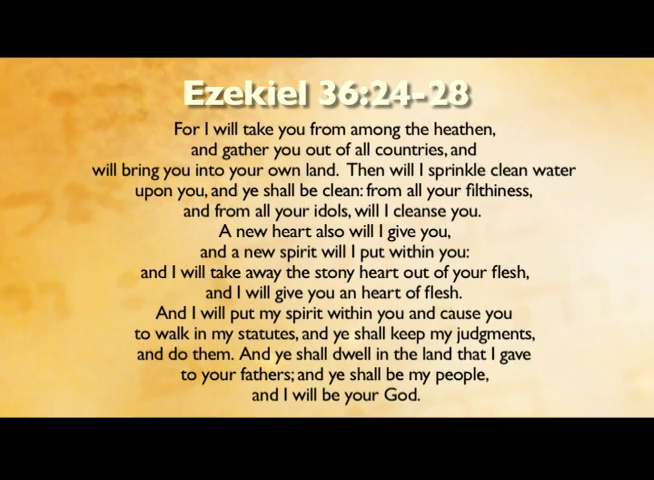 Ezekiel 36:24-28
For I will take you from among the heathen,
and gather you out of all countries, and
will bring you into your own land. Then will I sprinkle clean water
upon you, and ye shall be clean: from all your filthiness,
and from all your idols, will I cleanse you.
A new heart also will I give you,
and a new spirit will I put within you:
and I will take away the stony heart out of your flesh,
and I will give you an heart of flesh.
And I will put my spirit within you and cause you
to walk in my statutes, and ye shall keep my judgments,
and do them. And ye shall dwell in the land that I gave
to your fathers; and ye shall be my people,
and I will be your God.